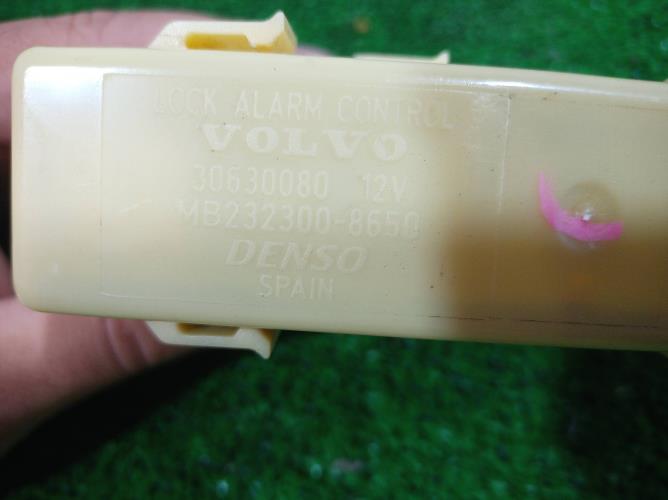 LOCK ALARM CONTROL
VOLVO
30630080 12V
MB232300-8650
DENSO
SPAIN